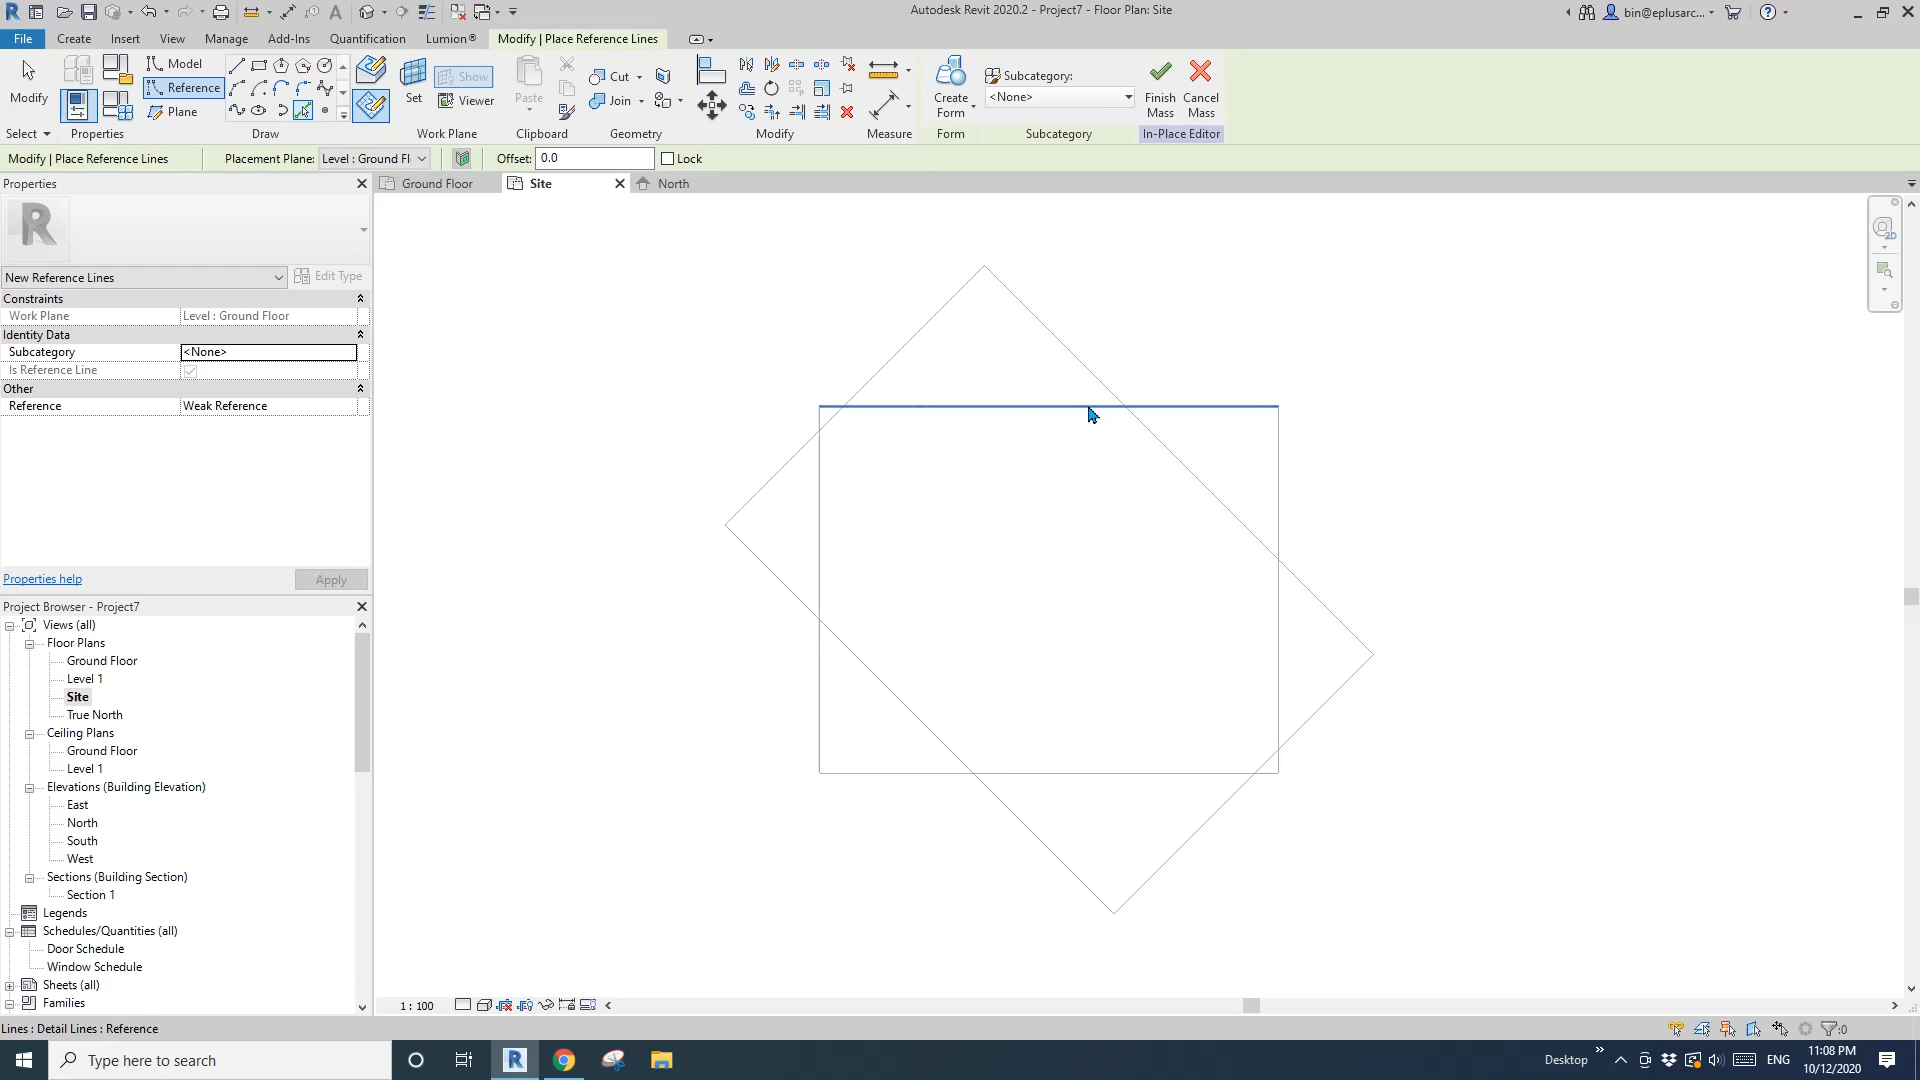 Autodesk Revit 2020.2 - Project7 - Floor Plan: Site
bin@eplusarc...
File Create Insert View Manage Add-Ins Quantification Lumion® Modify | Place Reference Lines
Modify
Select
Properties
Model
Reference
Plane
Draw
Set
Show
Viewer
Work Plane
Paste
Clipboard
Cut
Join
Geometry
Modify
Measure
Create Form
Form
Subcategory:
<None>
Subcategory
Finish Mass
Cancel Mass
In-Place Editor
Modify | Place Reference Lines Placement Plane: Level : Ground Fl Offset: 0.0 Lock
Properties
Ground Floor Site North
2D
R
New Reference Lines Edit Type
Constraints
Work Plane Level : Ground Floor
Identity Data
Subcategory <None>
Is Reference Line
Other
Reference Weak Reference
Properties help Apply
Project Browser - Project7
Views (all)
Floor Plans
Ground Floor
Level 1
Site
True North
Ceiling Plans
Ground Floor
Level 1
Elevations (Building Elevation)
East
North
South
West
Sections (Building Section)
Section 1
Legends
Schedules/Quantities (all)
Door Schedule
Window Schedule
Sheets (all)
Families
1 : 100
Lines : Detail Lines : Reference
:0
Type here to search
Desktop
ENG
11:08 PM
10/12/2020